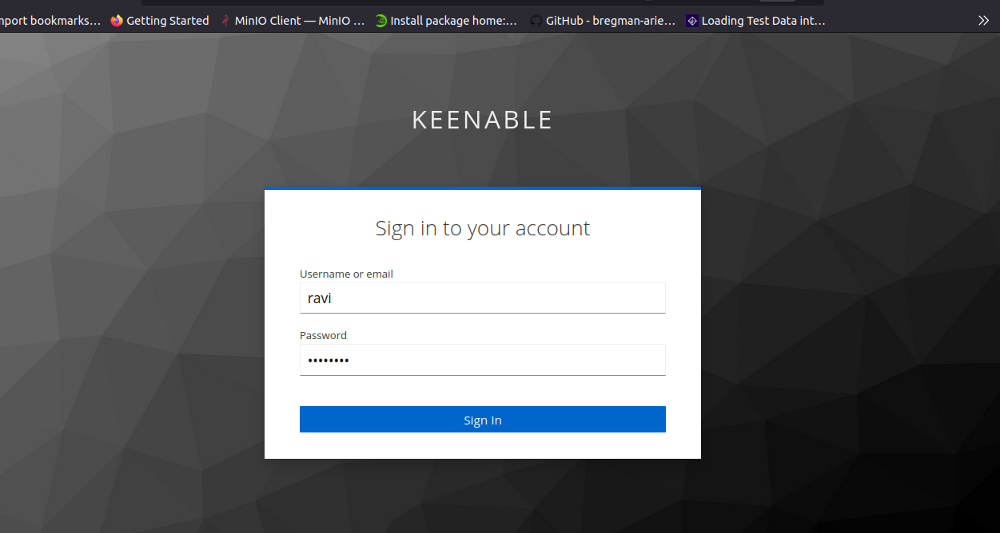 mport bookmarks... Getting Started MinIO Client — MinIO ... Install package home:... GitHub - bregman-arie... Loading Test Data int...
KEENABLE
Sign in to your account
Username or email
ravi
Password
••••••••
Sign In